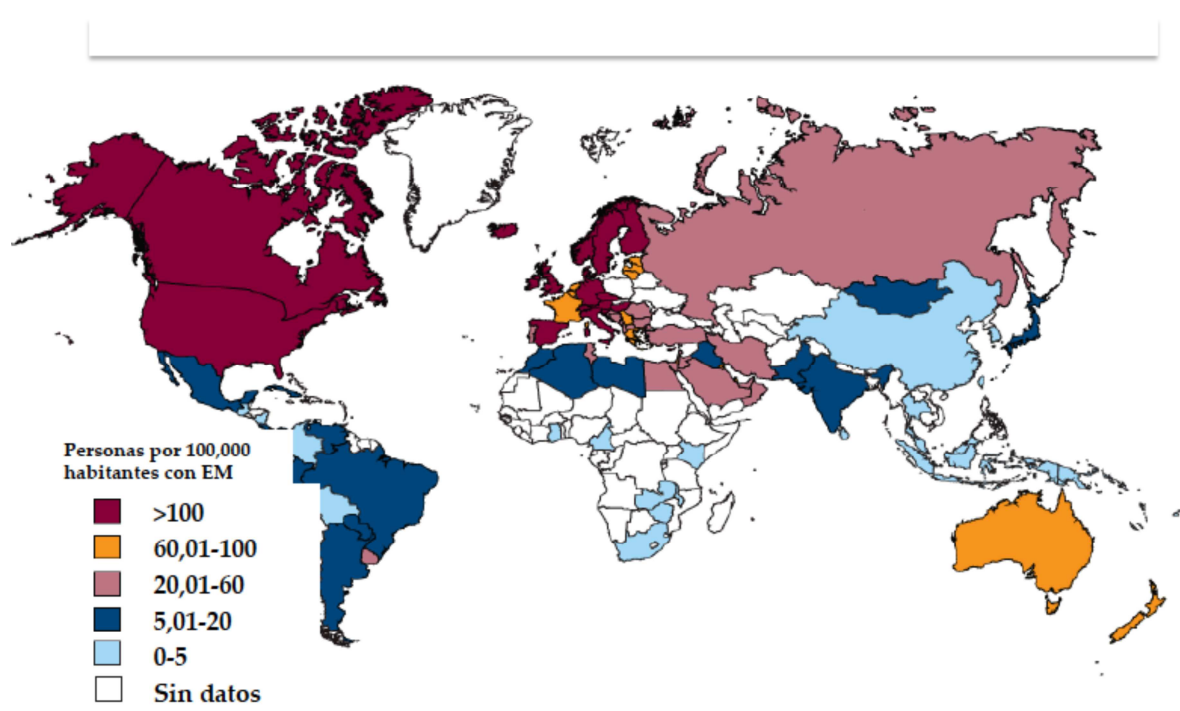 Personas por 100,000
habitantes con EM
>100
60,01-100
20,01-60
5,01-20
0-5
Sin datos